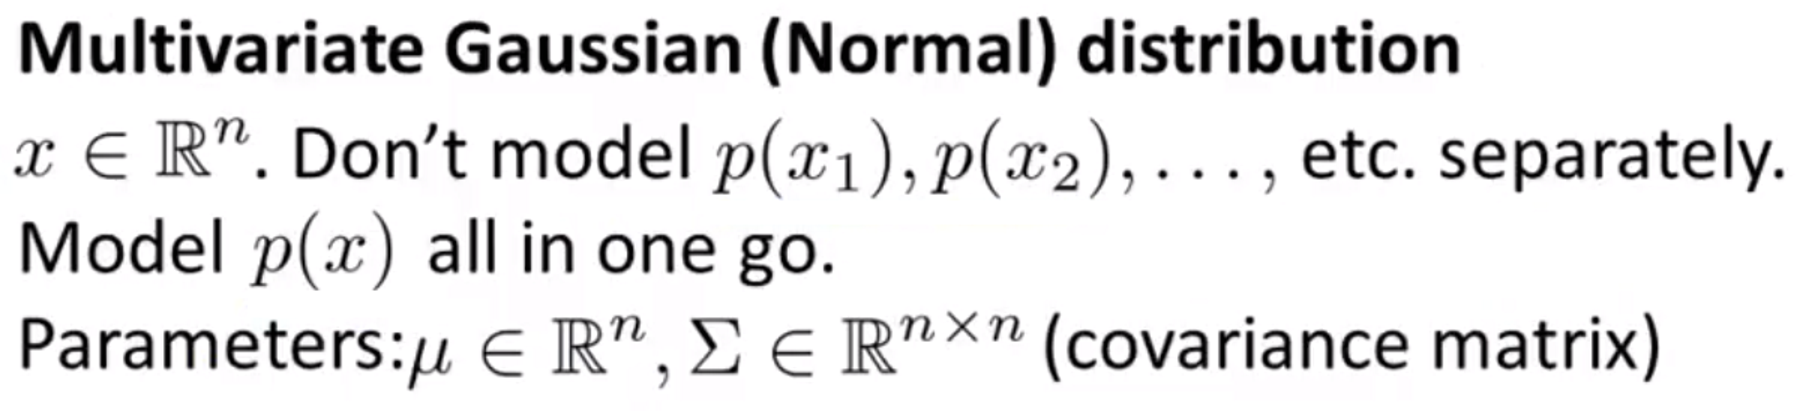 Multivariate Gaussian (Normal) distribution
x ∈ ℝⁿ. Don't model p(x₁), p(x₂), . . . , etc. separately.
Model p(x) all in one go.
Parameters:μ ∈ ℝⁿ, Σ ∈ ℝⁿˣⁿ (covariance matrix)